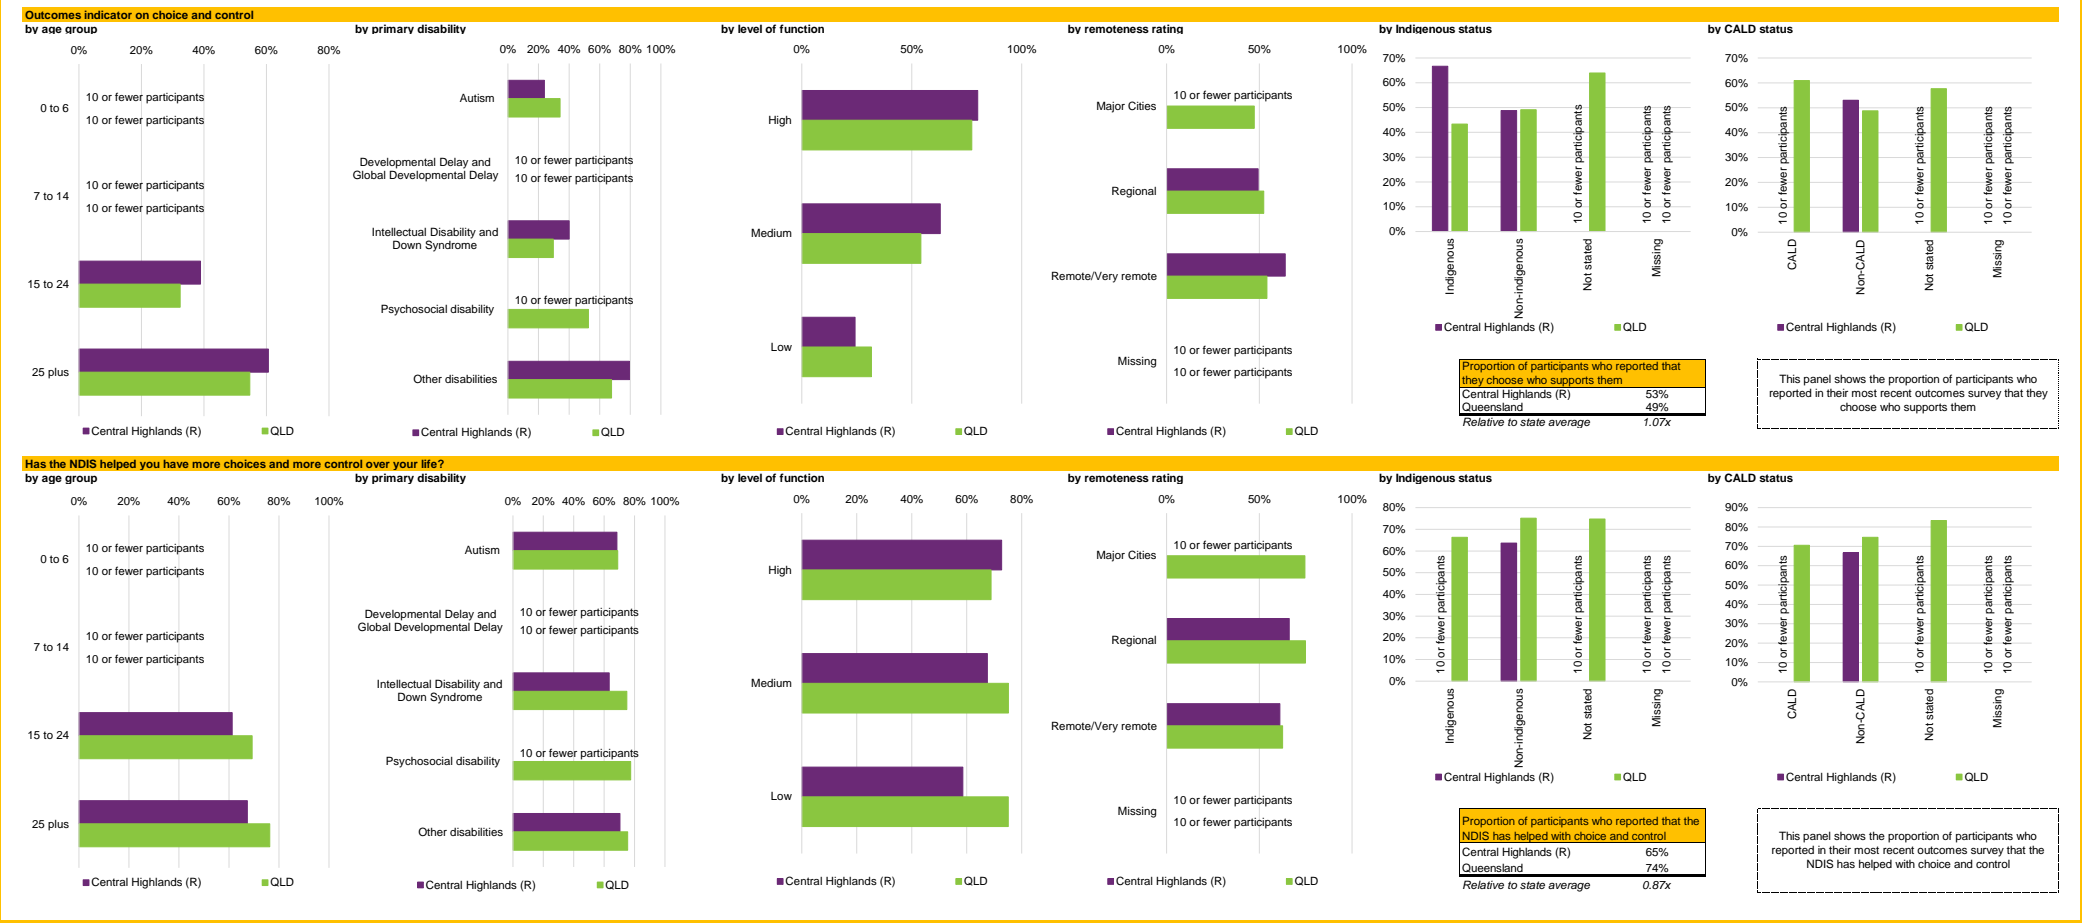 Outcomes indicator on choice and control
by age group
0%
20%
40%
60%
80%
0 to 6
10 or fewer participants
10 or fewer participants
7 to 14
10 or fewer participants
10 or fewer participants
15 to 24
25 plus
Central Highlands (R)
QLD
by primary disability
0%
20%
40%
60%
80%
100%
Autism
Developmental Delay and
Global Developmental Delay
10 or fewer participants
10 or fewer participants
Intellectual Disability and
Down Syndrome
Psychosocial disability
10 or fewer participants
Other disabilities
Central Highlands (R)
QLD
by level of function
0%
50%
100%
High
Medium
Low
Central Highlands (R)
QLD
by remoteness rating
0%
50%
100%
Major Cities
10 or fewer participants
Regional
Remote/Very remote
Missing
10 or fewer participants
10 or fewer participants
Central Highlands (R)
QLD
by Indigenous status
70%
60%
50%
40%
30%
20%
10%
0%
10 or fewer participants
10 or fewer participants
10 or fewer participants
Indigenous
Non-indigenous
Not stated
Missing
Central Highlands (R)
QLD
by CALD status
70%
60%
50%
40%
30%
20%
10%
0%
10 or fewer participants
10 or fewer participants
10 or fewer participants
10 or fewer participants
CALD
Non-CALD
Not stated
Missing
Central Highlands (R)
QLD
Proportion of participants who reported that
they choose who supports them
Central Highlands (R) 53%
Queensland 49%
Relative to state average 1.07x
This panel shows the proportion of participants who
reported in their most recent outcomes survey that they
choose who supports them
Has the NDIS helped you have more choices and more control over your life?
by age group
0%
20%
40%
60%
80%
100%
0 to 6
10 or fewer participants
10 or fewer participants
7 to 14
10 or fewer participants
10 or fewer participants
15 to 24
25 plus
Central Highlands (R)
QLD
by primary disability
0%
20%
40%
60%
80%
100%
Autism
Developmental Delay and
Global Developmental Delay
10 or fewer participants
10 or fewer participants
Intellectual Disability and
Down Syndrome
Psychosocial disability
10 or fewer participants
Other disabilities
Central Highlands (R)
QLD
by level of function
0%
20%
40%
60%
80%
High
Medium
Low
Central Highlands (R)
QLD
by remoteness rating
0%
50%
100%
Major Cities
10 or fewer participants
Regional
Remote/Very remote
Missing
10 or fewer participants
10 or fewer participants
Central Highlands (R)
QLD
by Indigenous status
80%
70%
60%
50%
40%
30%
20%
10%
0%
10 or fewer participants
10 or fewer participants
10 or fewer participants
10 or fewer participants
Indigenous
Non-indigenous
Not stated
Missing
Central Highlands (R)
QLD
by CALD status
90%
80%
70%
60%
50%
40%
30%
20%
10%
0%
10 or fewer participants
10 or fewer participants
10 or fewer participants
10 or fewer participants
CALD
Non-CALD
Not stated
Missing
Central Highlands (R)
QLD
Proportion of participants who reported that the
NDIS has helped with choice and control
Central Highlands (R) 65%
Queensland 74%
Relative to state average 0.87x
This panel shows the proportion of participants who
reported in their most recent outcomes survey that the
NDIS has helped with choice and control